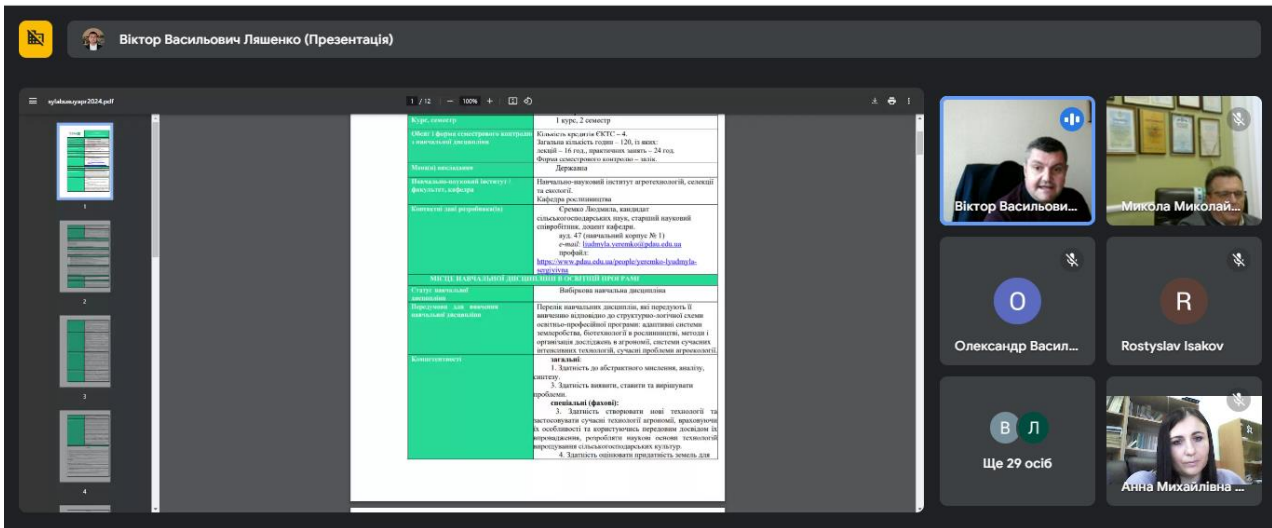 Віктор Васильович Ляшенко (Презентація)
sylabusuyapr2024.pdf
1 / 12
100%
Курс, семестр
1 курс, 2 семестр
Обсяг і форма семестрового контролю з навчальної дисципліни
Кількість кредитів ЄКТС – 4.
Загальна кількість годин – 120, із яких:
лекцій – 16 год., практичних занять – 24 год.
Форма семестрового контролю – залік.
Мова(и) викладання
Державна
Навчально-науковий інститут /
факультет, кафедра
Навчально-науковий інститут агротехнологій, селекції
та екології.
Кафедра рослинництва
Контактні дані розробника(ів)
Єремко Людмила, кандидат
сільськогосподарських наук, старший науковий
співробітник, доцент кафедри.
ауд. 47 (навчальний корпус № 1)
e-mail: liudmyla.yeremko@pdau.edu.ua
профайл:
https://www.pdau.edu.ua/people/yeremko-lyudmyla-
sergiyivna
МІСЦЕ НАВЧАЛЬНОЇ ДИСЦИПЛІНИ В ОСВІТНІЙ ПРОГРАМІ
Статус навчальної
дисципліни
Вибіркова навчальна дисципліна
Передумови для вивчення
навчальної дисципліни
Перелік навчальних дисциплін, які передують її
вивченню відповідно до структурно-логічної схеми
освітньо-професійної програми: адаптивні системи
землеробства, біотехнології в рослинництві, методи і
організація досліджень в агрономії, системи сучасних
інтенсивних технологій, сучасні проблеми агроекології.
Компетентності
загальні:
1. Здатність до абстрактного мислення, аналізу,
синтезу.
3. Здатність виявити, ставити та вирішувати
проблеми.
спеціальні (фахові):
3. Здатність створювати нові технології та
застосовувати сучасні технології агрономії, враховуючи
їх особливості та користуючись передовим досвідом їх
впровадження, розробляти наукові основи технологій
вирощування сільськогосподарських культур.
4. Здатність оцінювати придатність земель для
1
2
3
4
Віктор Васильови...
Микола Миколай...
О
Олександр Васил...
R
Rostyslav Isakov
В
Л
Ще 29 осіб
Анна Михайлівна ...